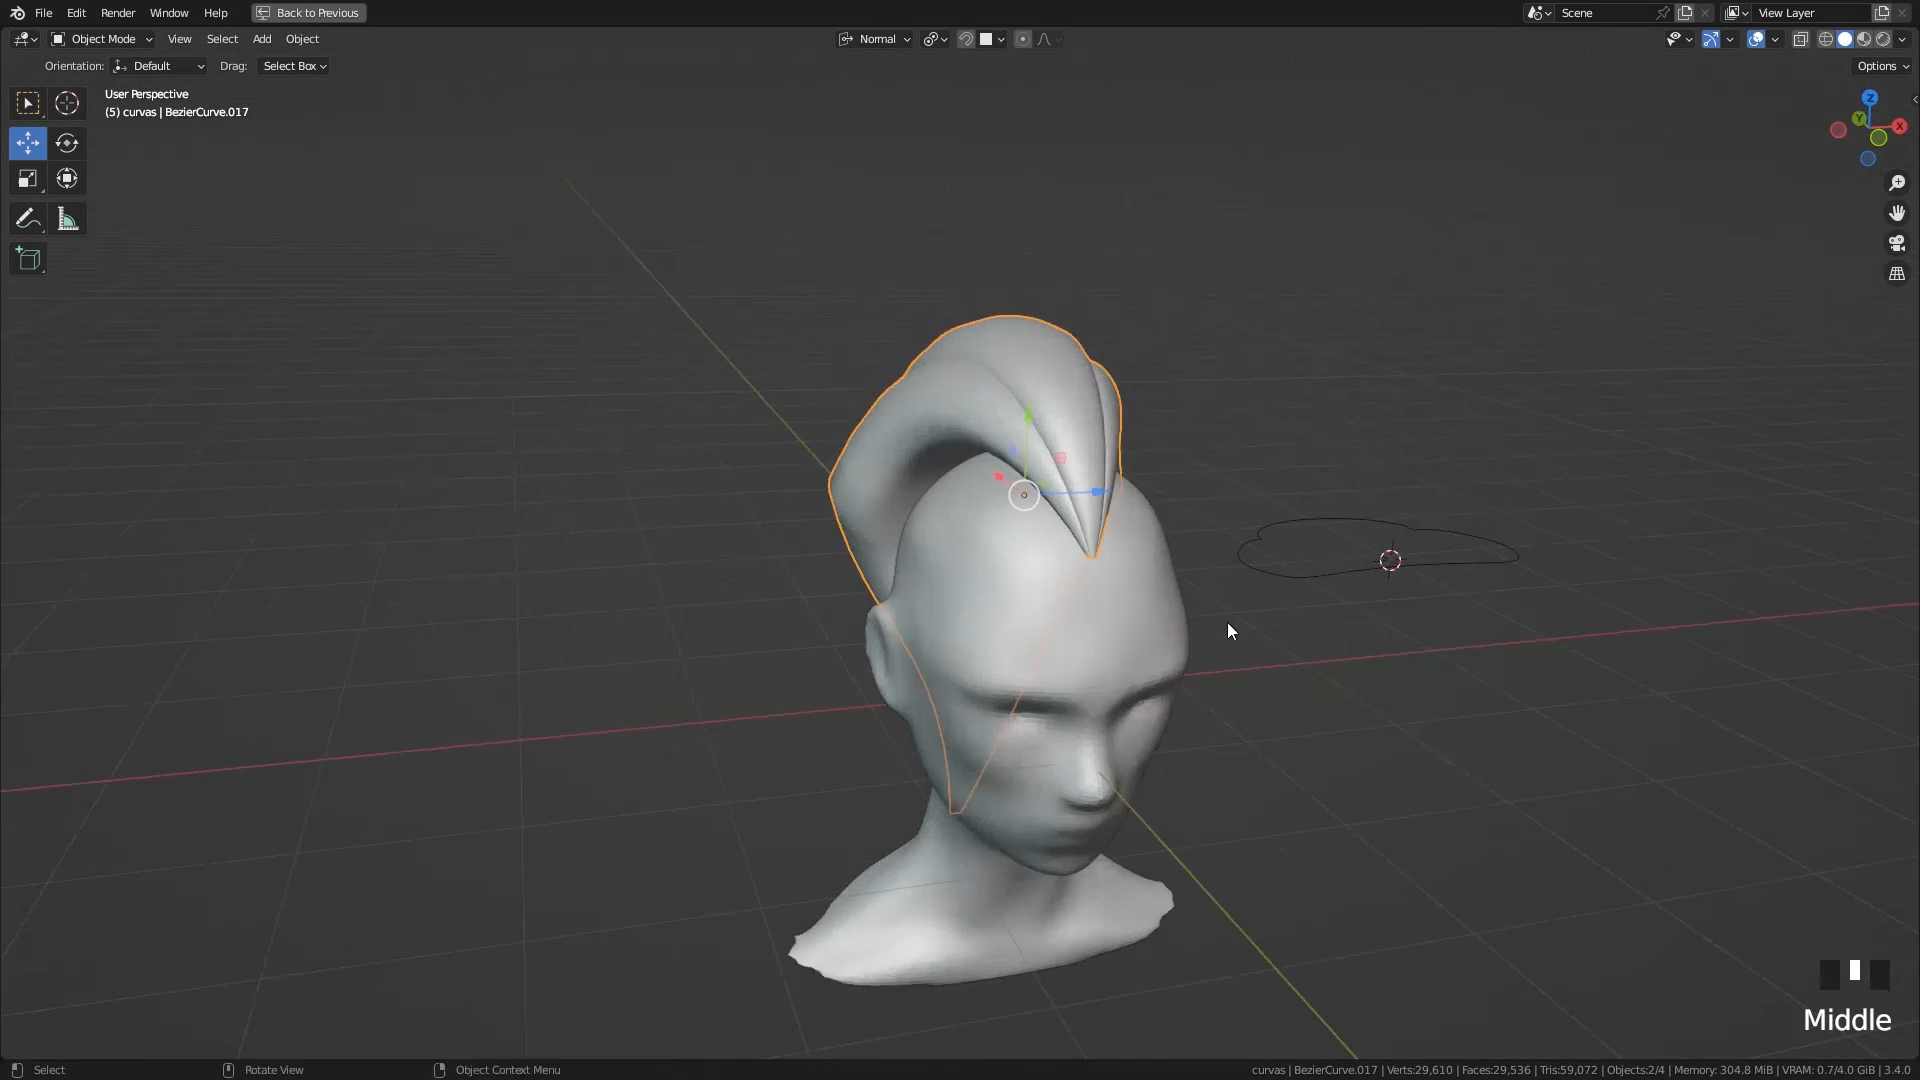 File Edit Render Window Help Back to Previous Scene View Layer
Object Mode View Select Add Object Normal
Orientation: Default Drag: Select Box Options
User Perspective
(5) curvas | BezierCurve.017
Z
Y
X
Middle
Select Rotate View Object Context Menu curvas | BezierCurve.017 | Verts:29,610 | Faces:29,536 | Tris:59,072 | Objects:2/4 | Memory: 304.8 MiB | VRAM: 0.7/4.0 GiB | 3.4.0